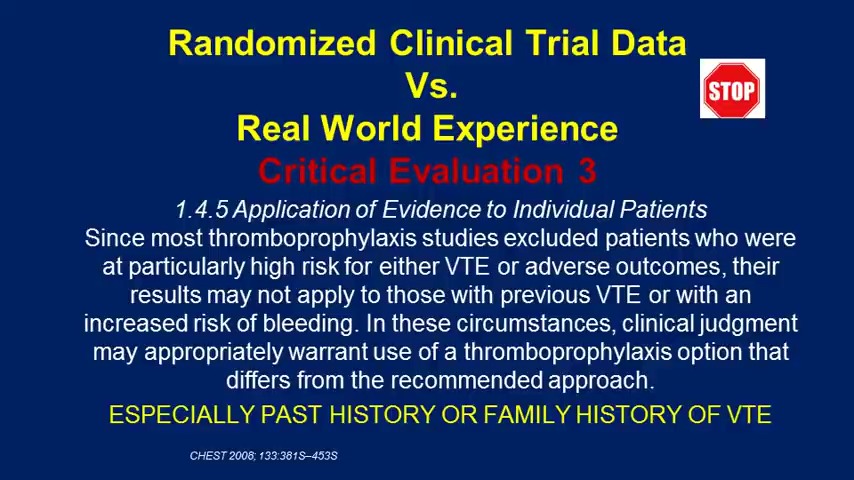 Randomized Clinical Trial Data
Vs.
STOP
Real World Experience
Critical Evaluation 3
1.4.5 Application of Evidence to Individual Patients
Since most thromboprophylaxis studies excluded patients who were
at particularly high risk for either VTE or adverse outcomes, their
results may not apply to those with previous VTE or with an
increased risk of bleeding. In these circumstances, clinical judgment
may appropriately warrant use of a thromboprophylaxis option that
differs from the recommended approach.
ESPECIALLY PAST HISTORY OR FAMILY HISTORY OF VTE
CHEST 2008; 133:381S–453S